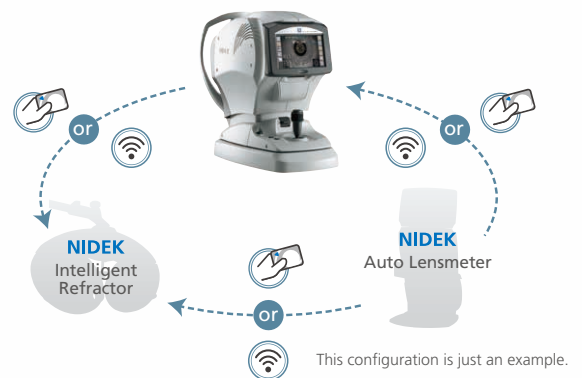 or
or
NIDEK
Intelligent
Refractor
NIDEK
Auto Lensmeter
or
This configuration is just an example.